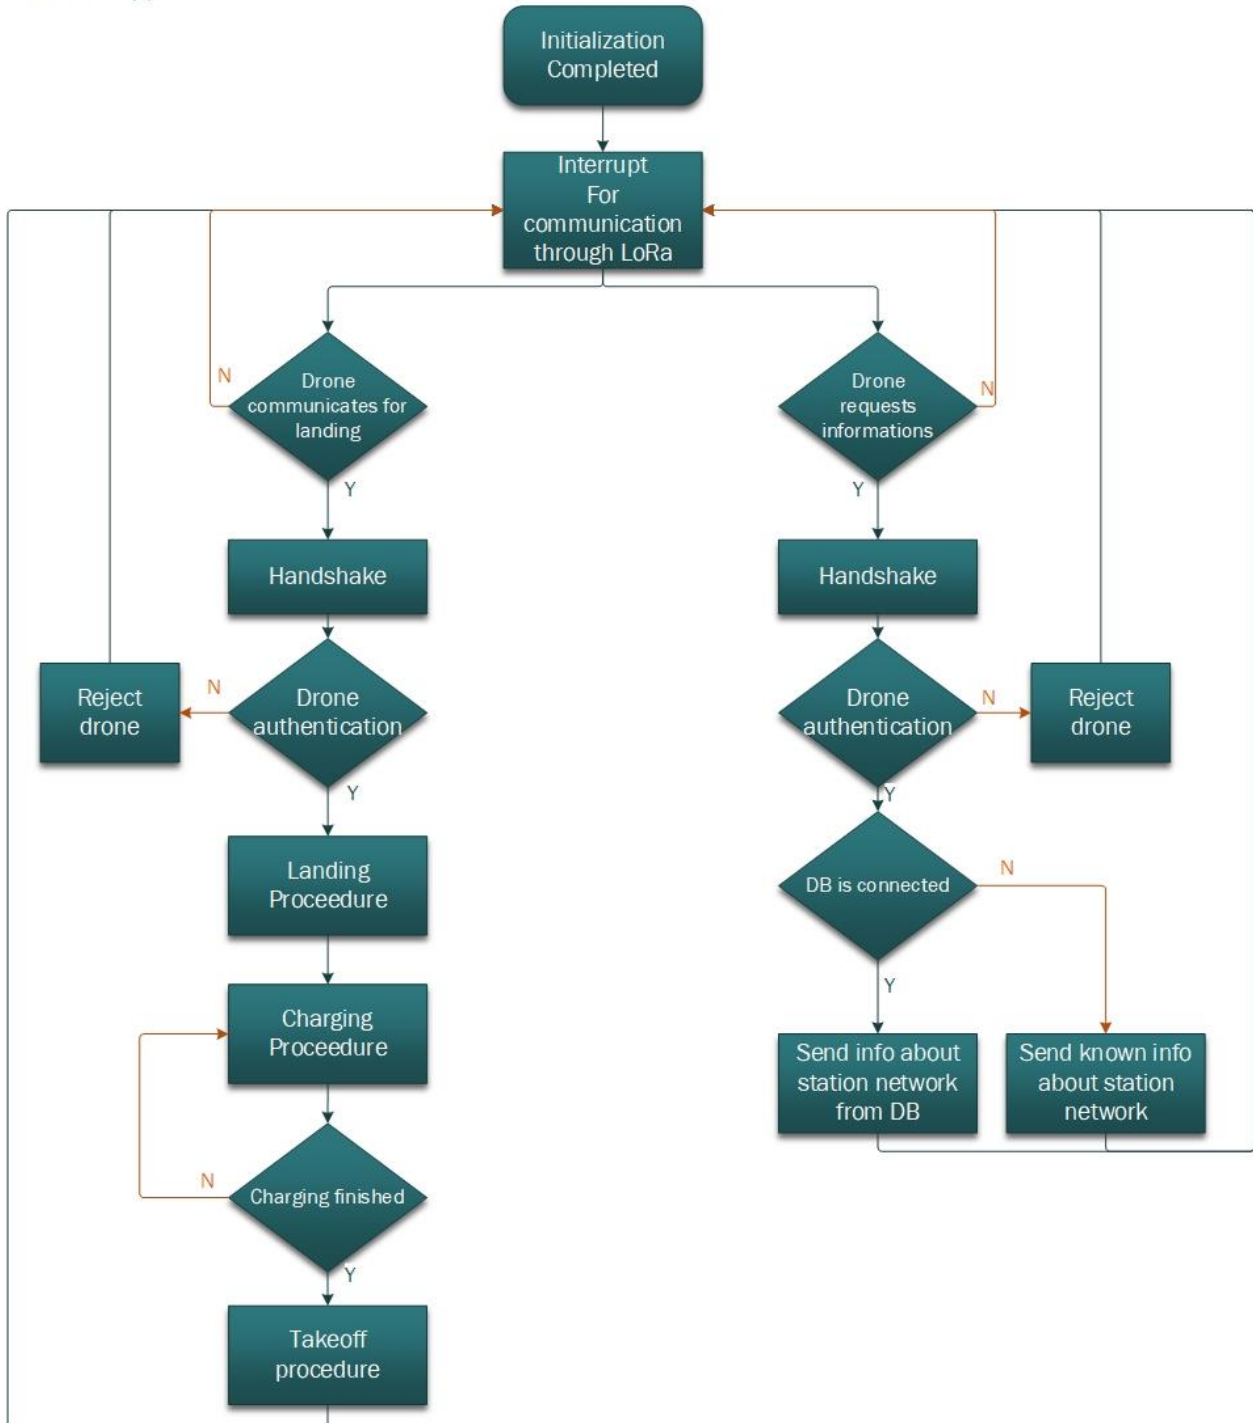 Initialization
Completed
Interrupt
For
communication
through LoRa
N
Drone
communicates for
landing
Y
Drone
requests
informations
N
Y
Handshake
Handshake
Reject
drone
N
Drone
authentication
Y
Drone
authentication
N
Reject
drone
Y
Landing
Proceedure
DB is connected
N
Y
Charging
Proceedure
Send info about
station network
from DB
Send known info
about station
network
N
Charging finished
Y
Takeoff
procedure